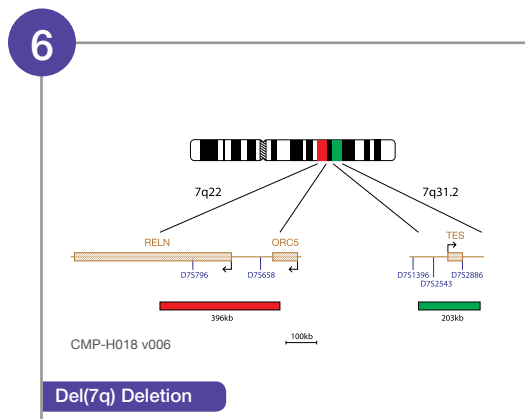 6
7q22
7q31.2
RELN
ORC5
TES
D7S796
D7S658
D7S1396
D7S2886
D7S2543
396kb
203kb
100kb
CMP-H018 v006
Del(7q) Deletion